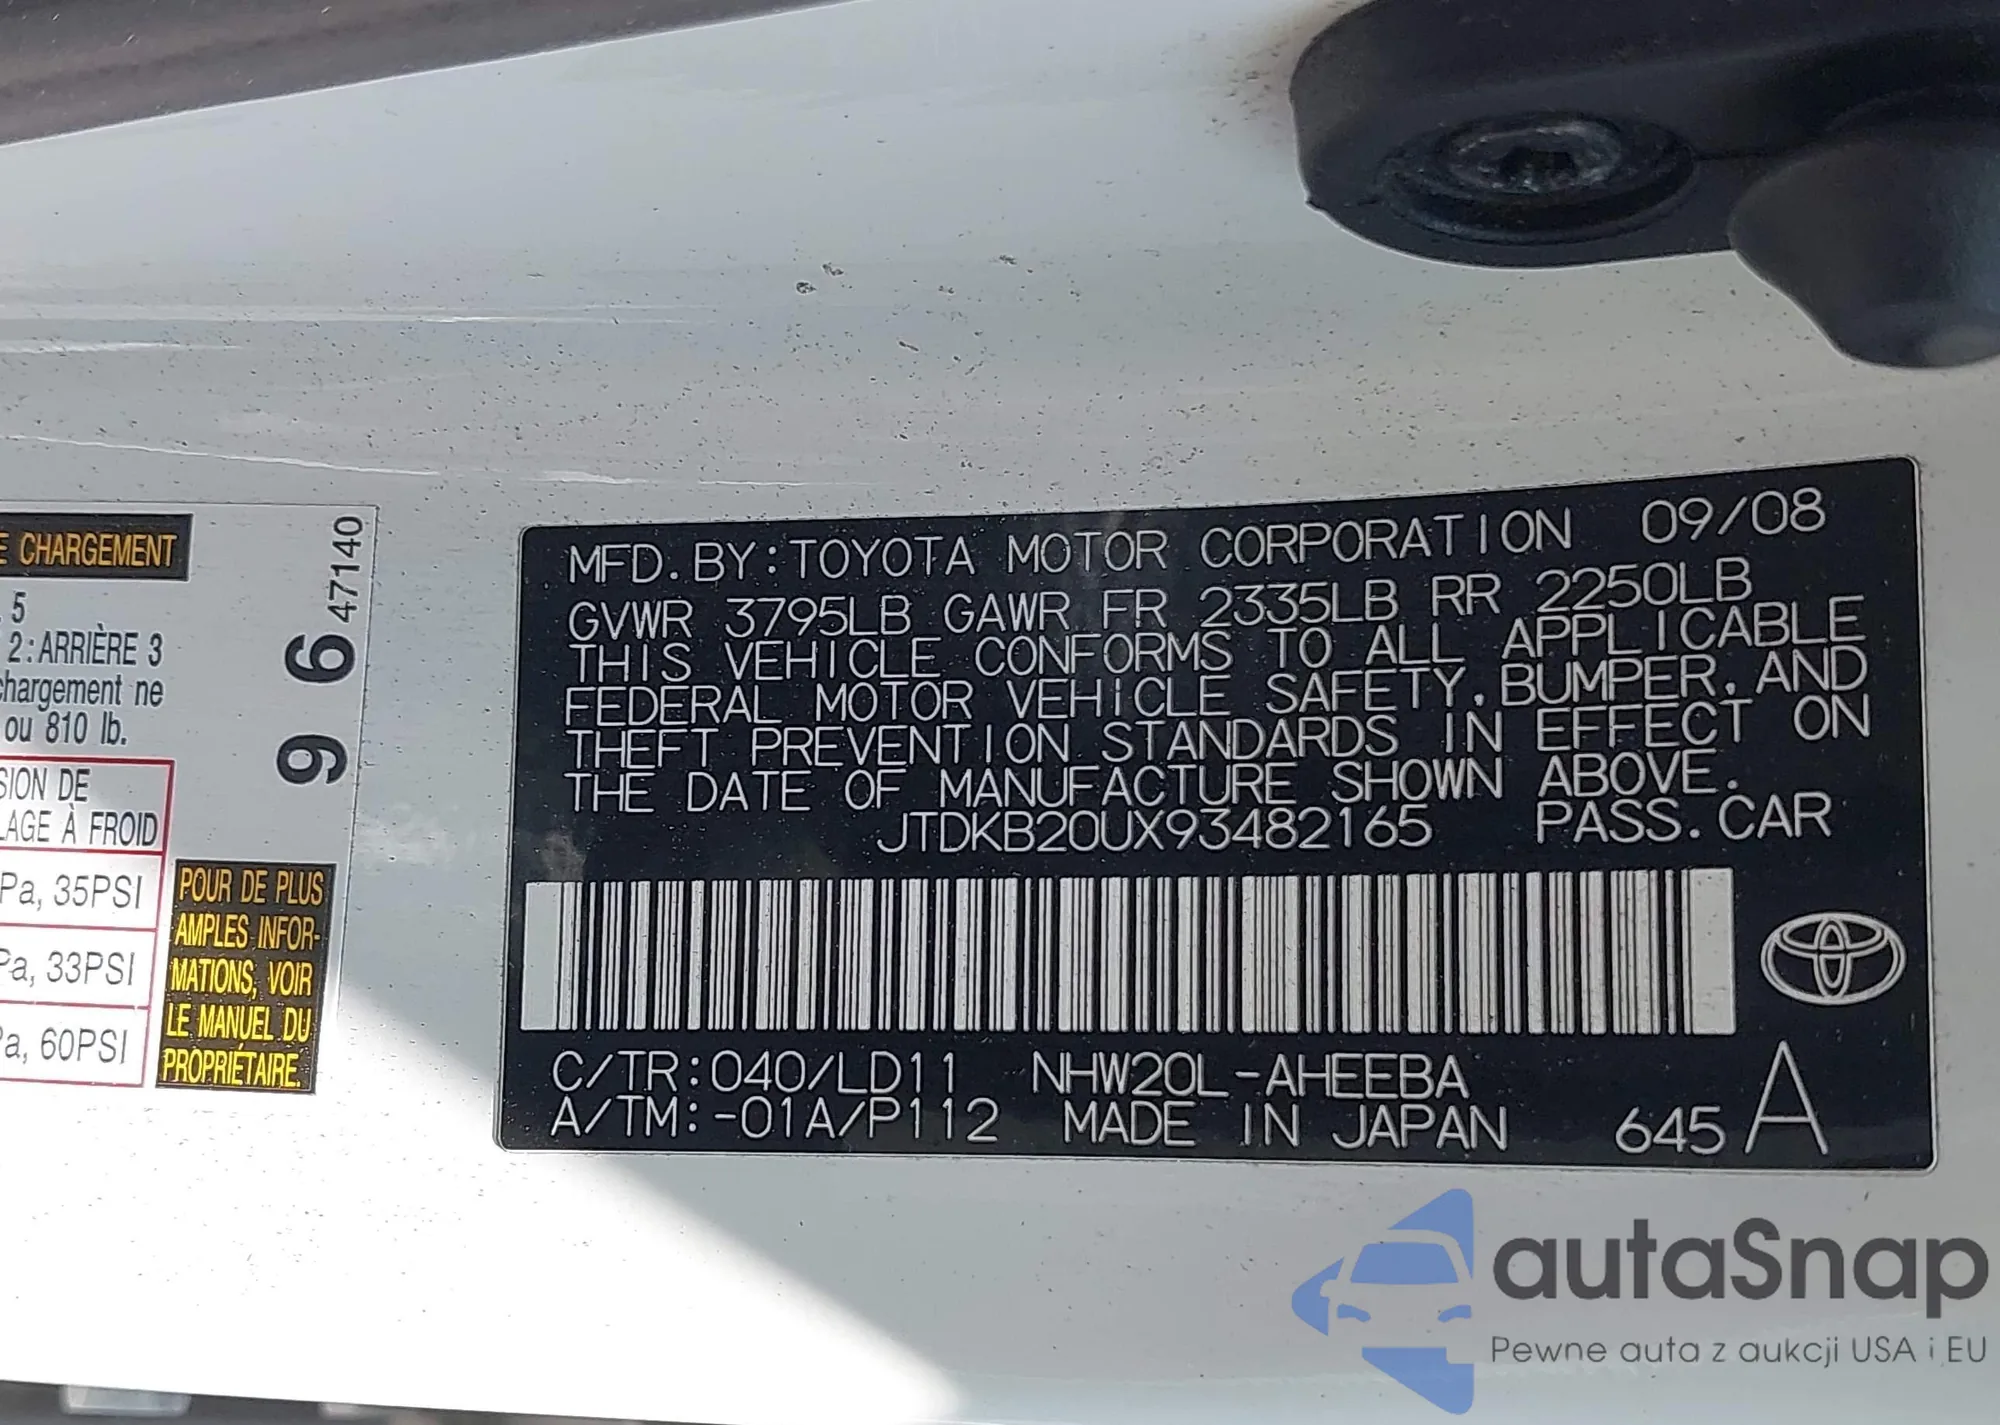 E CHARGEMENT
5
2 : ARRIÈRE 3
chargement ne
ou 810 lb.
SION DE
LAGE À FROID
Pa, 35PSI
Pa, 33PSI
Pa, 60PSI
47140
96
POUR DE PLUS
AMPLES INFOR-
MATIONS, VOIR
LE MANUEL DU
PROPRIÉTAIRE.
MFD. BY: TOYOTA MOTOR CORPORATION 09/08
GVWR 3795LB GAWR FR 2335LB RR 2250LB
THIS VEHICLE CONFORMS TO ALL APPLICABLE
FEDERAL MOTOR VEHICLE SAFETY, BUMPER, AND
THEFT PREVENTION STANDARDS IN EFFECT ON
THE DATE OF MANUFACTURE SHOWN ABOVE.
JTDKB20UX93482165 PASS. CAR
C/TR: 040/LD11 NHW20L-AHEEBA
A/TM: -01A/P112 MADE IN JAPAN 645 A
autaSnap
Pewne auta z aukcji USA i EU